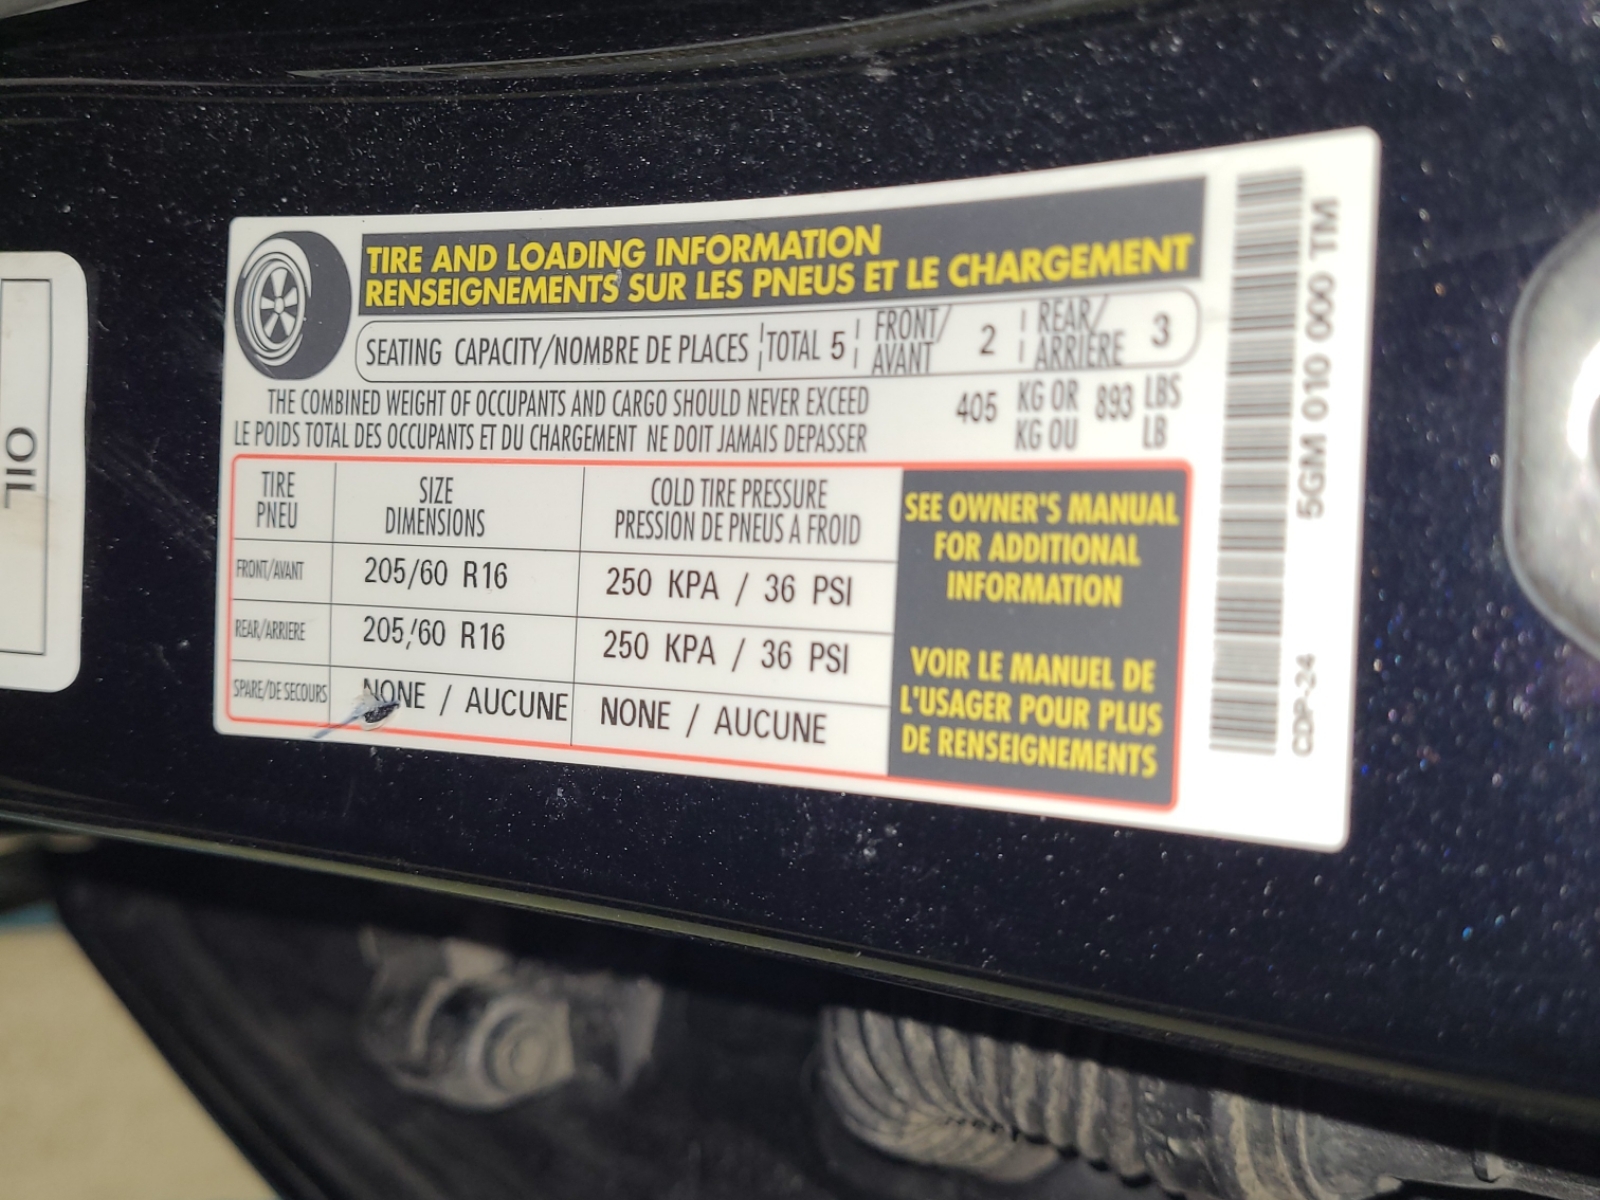 TIRE AND LOADING INFORMATION
RENSEIGNEMENTS SUR LES PNEUS ET LE CHARGEMENT
SEATING CAPACITY/NOMBRE DE PLACES TOTAL 5 FRONT/AVANT 2 REAR/ARRIÈRE 3
THE COMBINED WEIGHT OF OCCUPANTS AND CARGO SHOULD NEVER EXCEED 405 KG OR 893 LBS
LE POIDS TOTAL DES OCCUPANTS ET DU CHARGEMENT NE DOIT JAMAIS DEPASSER KG OU LB
TIRE PNEU SIZE DIMENSIONS COLD TIRE PRESSURE PRESSION DE PNEUS A FROID
FRONT/AVANT 205/60 R16 250 KPA / 36 PSI
REAR/ARRIERE 205/60 R16 250 KPA / 36 PSI
SPARE/DE SECOURS NONE / AUCUNE NONE / AUCUNE
SEE OWNER'S MANUAL
FOR ADDITIONAL
INFORMATION
VOIR LE MANUEL DE
L'USAGER POUR PLUS
DE RENSEIGNEMENTS
5GM 010 000 TM
CDP-24
OIL